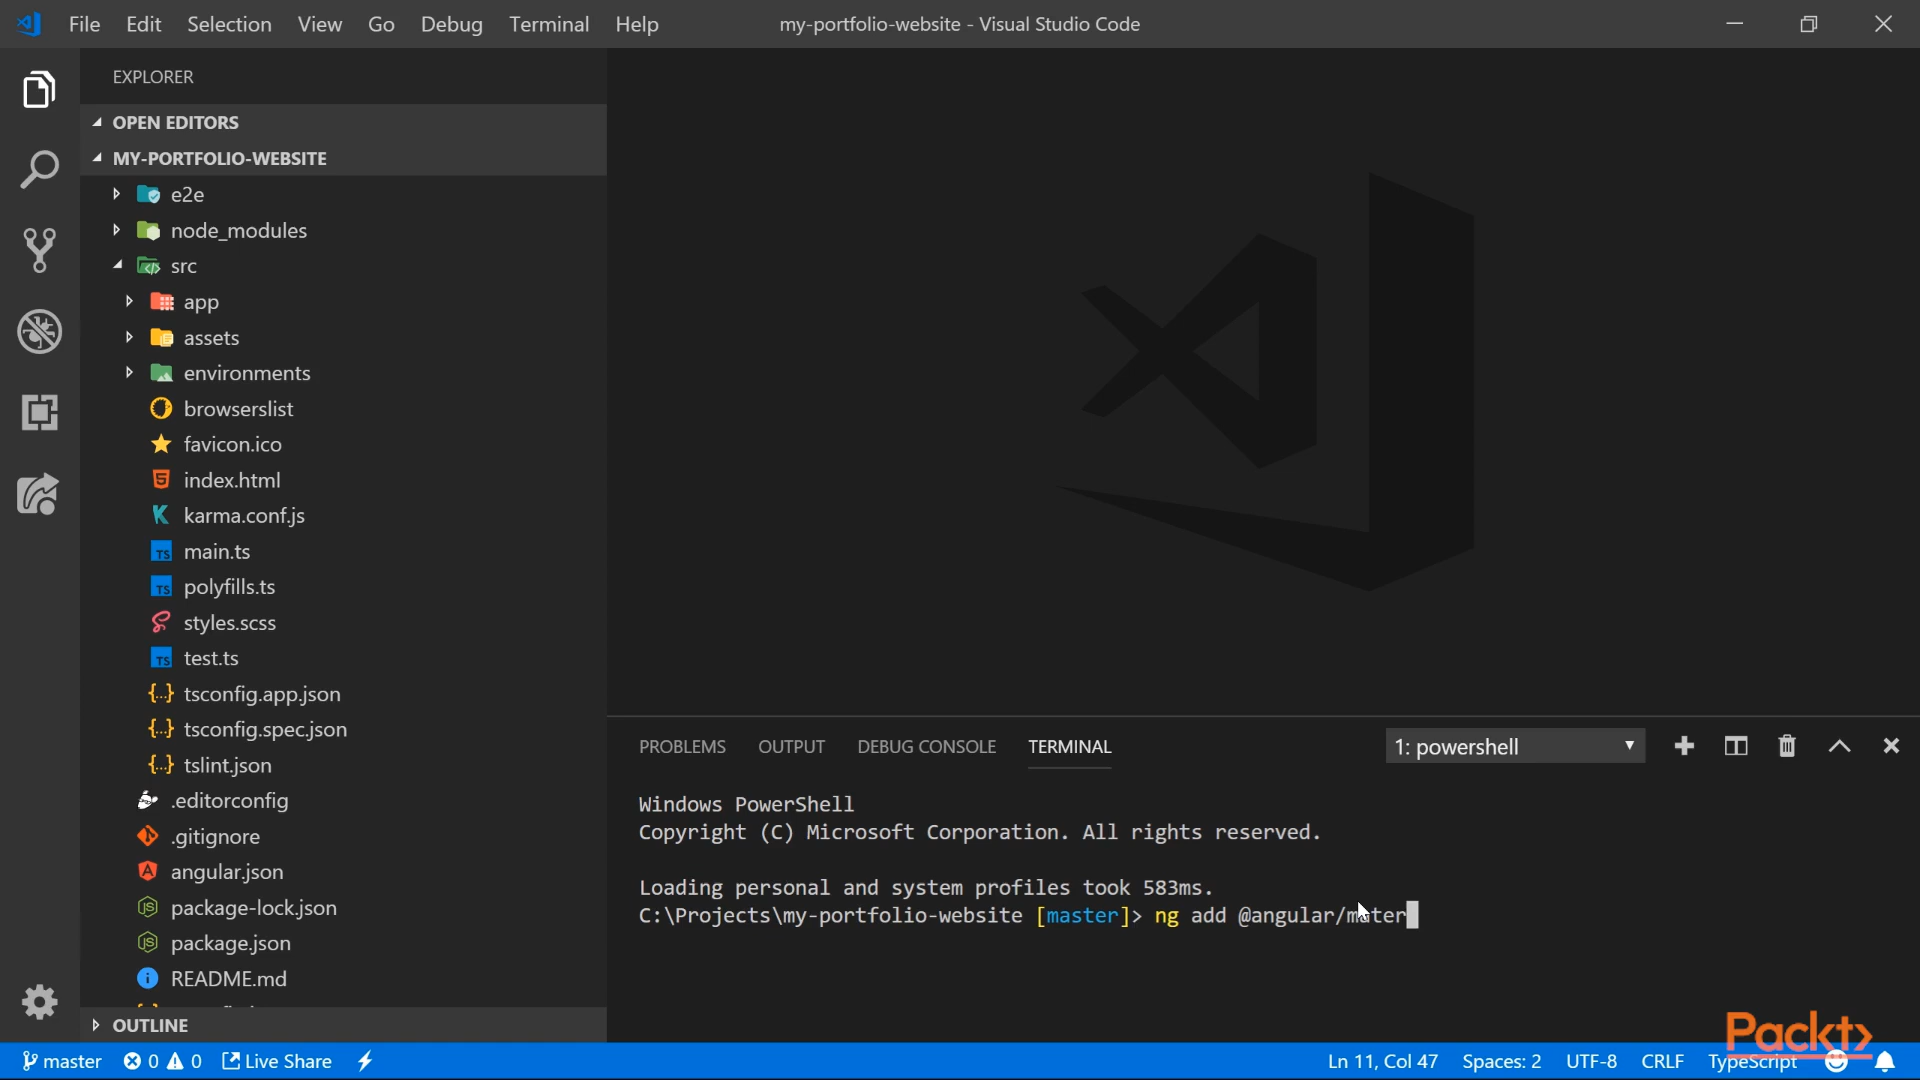 File Edit Selection View Go Debug Terminal Help
my-portfolio-website - Visual Studio Code
EXPLORER
OPEN EDITORS
MY-PORTFOLIO-WEBSITE
e2e
node_modules
src
app
assets
environments
browserslist
favicon.ico
index.html
karma.conf.js
main.ts
polyfills.ts
styles.scss
test.ts
tsconfig.app.json
tsconfig.spec.json
tslint.json
.editorconfig
.gitignore
angular.json
package-lock.json
package.json
README.md
OUTLINE
PROBLEMS OUTPUT DEBUG CONSOLE TERMINAL
1: powershell
Windows PowerShell
Copyright (C) Microsoft Corporation. All rights reserved.
Loading personal and system profiles took 583ms.
C:\Projects\my-portfolio-website [master]> ng add @angular/mater
Packt>
master 0 0 Live Share
Ln 11, Col 47 Spaces: 2 UTF-8 CRLF TypeScript